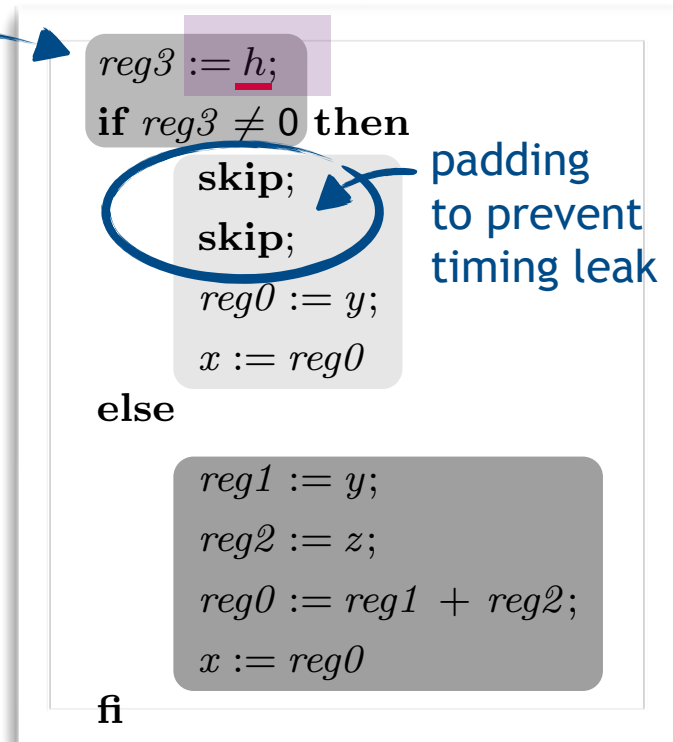 reg3 := h;
if reg3 ≠ 0 then
skip;
skip;
padding
to prevent
timing leak
reg0 := y;
x := reg0
else
reg1 := y;
reg2 := z;
reg0 := reg1 + reg2;
x := reg0
fi